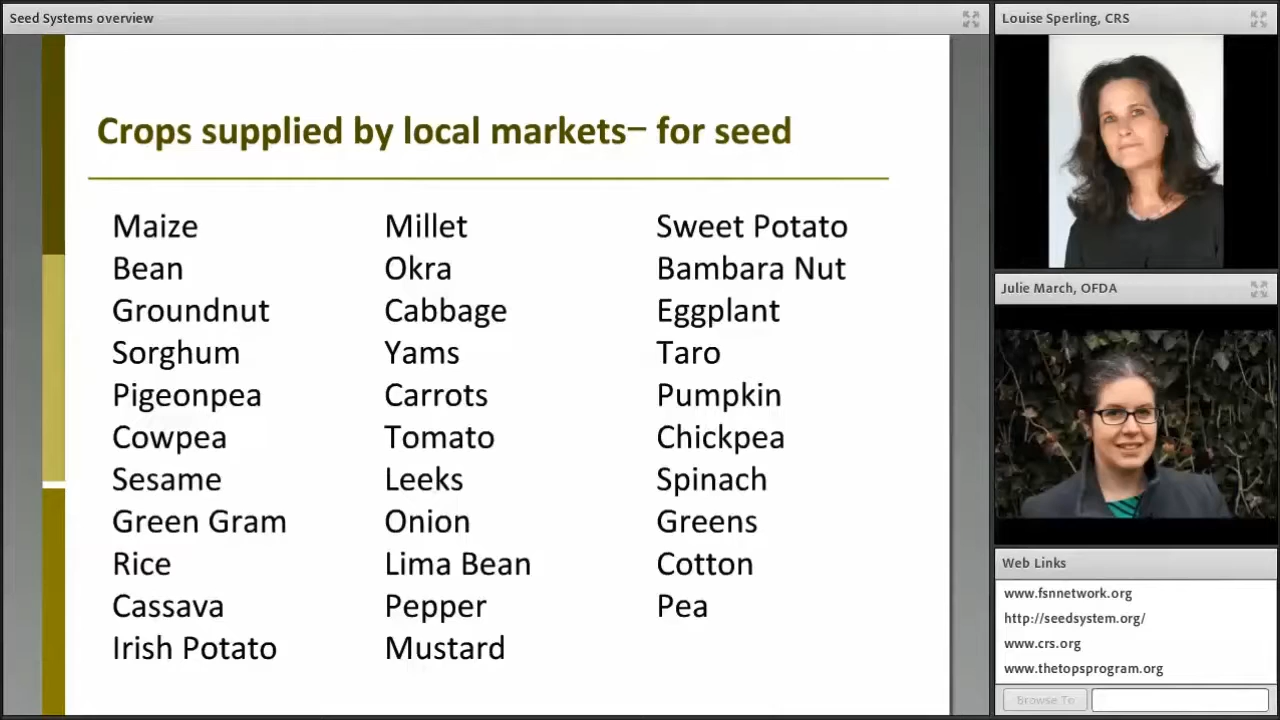 Seed Systems overview
Crops supplied by local markets– for seed
Maize
Bean
Groundnut
Sorghum
Pigeonpea
Cowpea
Sesame
Green Gram
Rice
Cassava
Irish Potato
Millet
Okra
Cabbage
Yams
Carrots
Tomato
Leeks
Onion
Lima Bean
Pepper
Mustard
Sweet Potato
Bambara Nut
Eggplant
Taro
Pumpkin
Chickpea
Spinach
Greens
Cotton
Pea
Louise Sperling, CRS
Julie March, OFDA
Web Links
www.fsnnetwork.org
http://seedsystem.org/
www.crs.org
www.thetopsprogram.org
Browse To